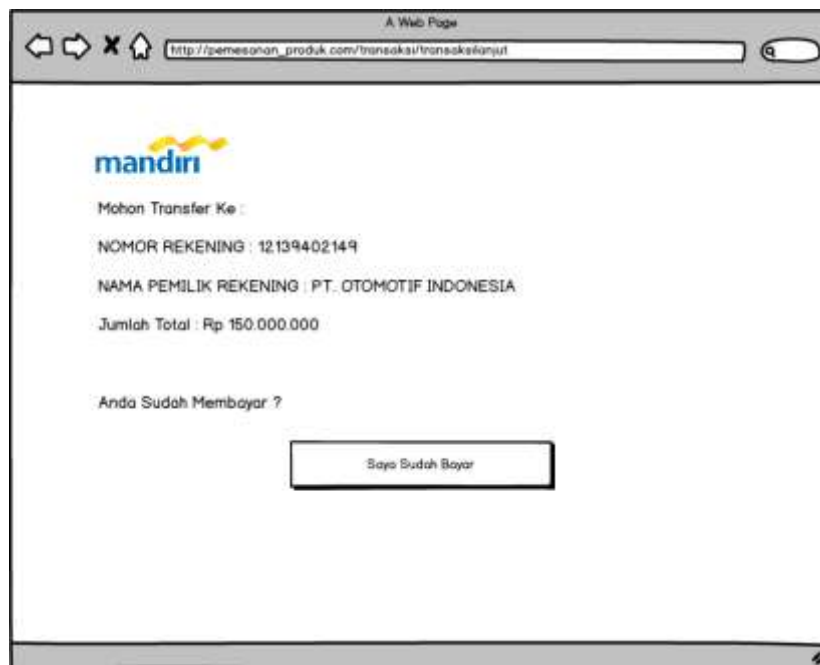 A Web Page
http://pemesanan_produk.com/transaksi/transaksilanjut
mandiri
Mohon Transfer Ke :
NOMOR REKENING : 12139402149
NAMA PEMILIK REKENING : PT. OTOMOTIF INDONESIA
Jumlah Total : Rp 150.000.000
Anda Sudah Membayar ?
Saya Sudah Bayar